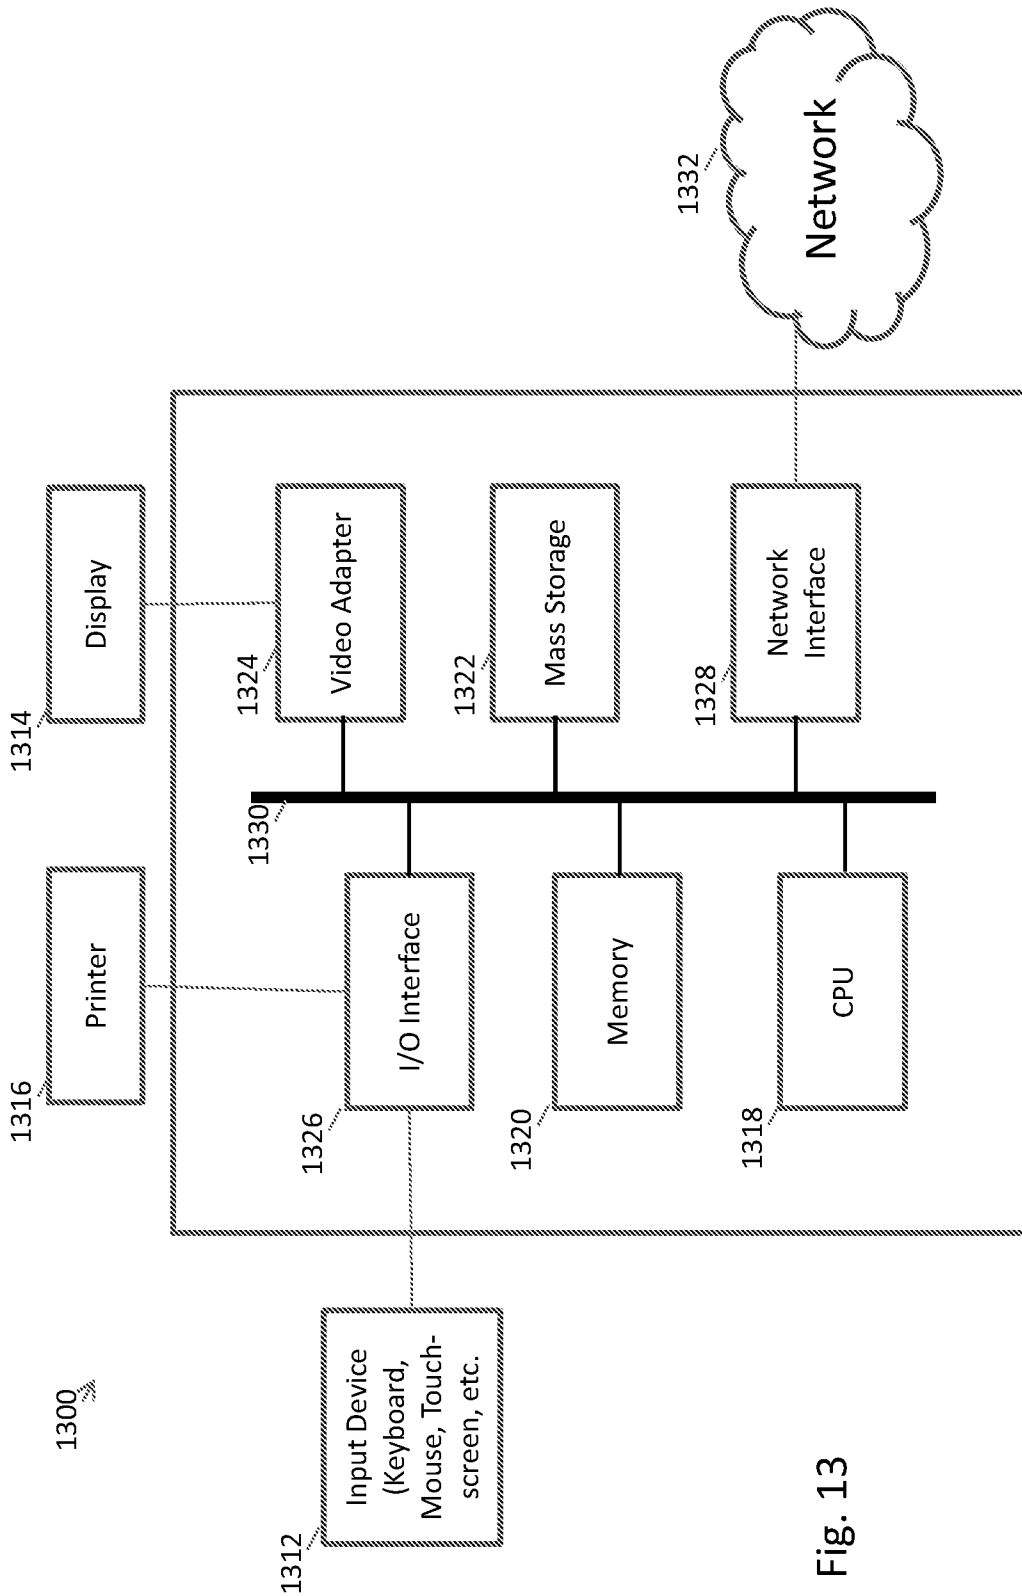 1300
1316
Printer
1314
Display
1312
Input Device
(Keyboard,
Mouse, Touch-
screen, etc.
1326
I/O Interface
1330
1324
Video Adapter
1320
Memory
1322
Mass Storage
1318
CPU
1328
Network
Interface
1332
Network
Fig. 13